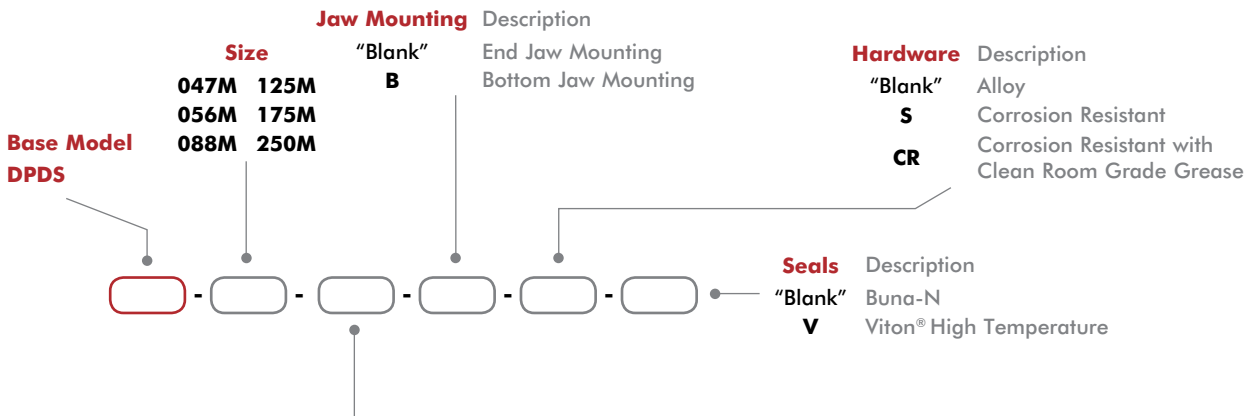 Jaw Mounting Description
"Blank" End Jaw Mounting
B Bottom Jaw Mounting
Size
047M 125M
056M 175M
088M 250M
Hardware Description
"Blank" Alloy
S Corrosion Resistant
CR Corrosion Resistant with
Clean Room Grade Grease
Base Model
DPDS
- - - - -
Seals Description
"Blank" Buna-N
V Viton® High Temperature